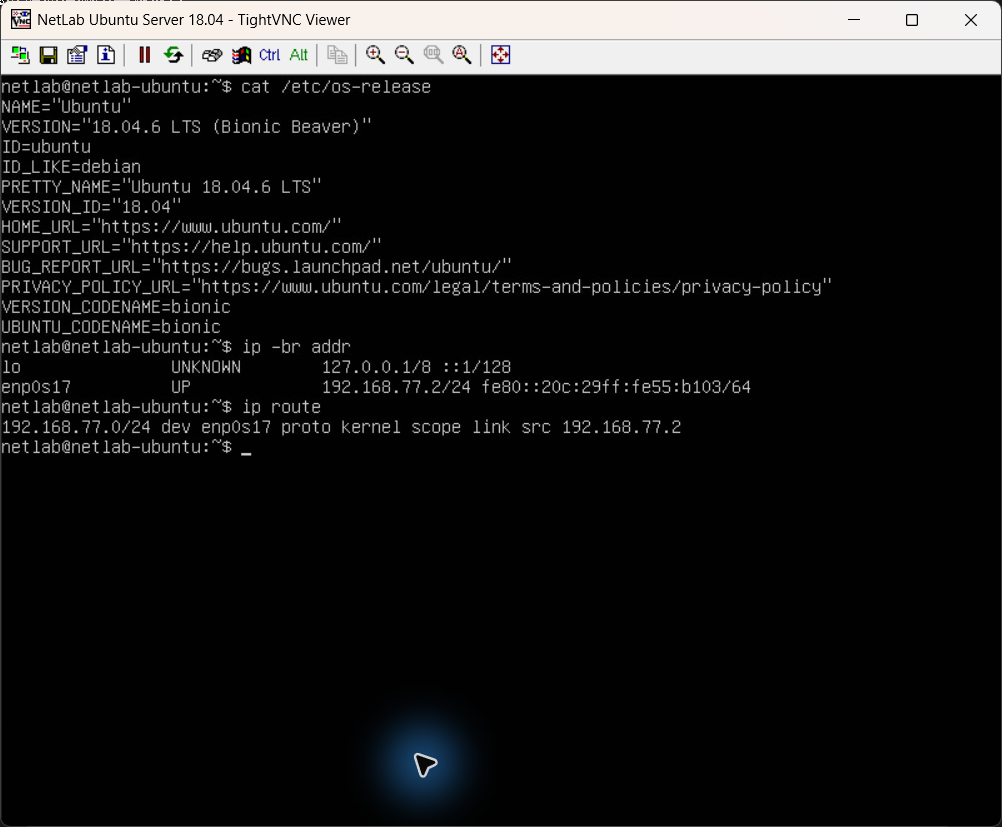 NetLab Ubuntu Server 18.04 - TightVNC Viewer
Ctrl Alt
netlab@netlab-ubuntu:~$ cat /etc/os-release
NAME="Ubuntu"
VERSION="18.04.6 LTS (Bionic Beaver)"
ID=ubuntu
ID_LIKE=debian
PRETTY_NAME="Ubuntu 18.04.6 LTS"
VERSION_ID="18.04"
HOME_URL="https://www.ubuntu.com/"
SUPPORT_URL="https://help.ubuntu.com/"
BUG_REPORT_URL="https://bugs.launchpad.net/ubuntu/"
PRIVACY_POLICY_URL="https://www.ubuntu.com/legal/terms-and-policies/privacy-policy"
VERSION_CODENAME=bionic
UBUNTU_CODENAME=bionic
netlab@netlab-ubuntu:~$ ip -br addr
lo               UNKNOWN        127.0.0.1/8 ::1/128
enp0s17          UP             192.168.77.2/24 fe80::20c:29ff:fe55:b103/64
netlab@netlab-ubuntu:~$ ip route
192.168.77.0/24 dev enp0s17 proto kernel scope link src 192.168.77.2
netlab@netlab-ubuntu:~$ _